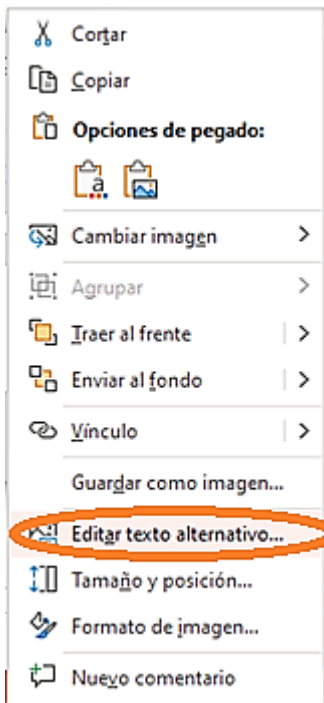 Cortar
Copiar
Opciones de pegado:
a
Cambiar imagen
Agrupar
Traer al frente
Enviar al fondo
Vínculo
Guardar como imagen...
Editar texto alternativo...
Tamaño y posición...
Formato de imagen...
Nuevo comentario